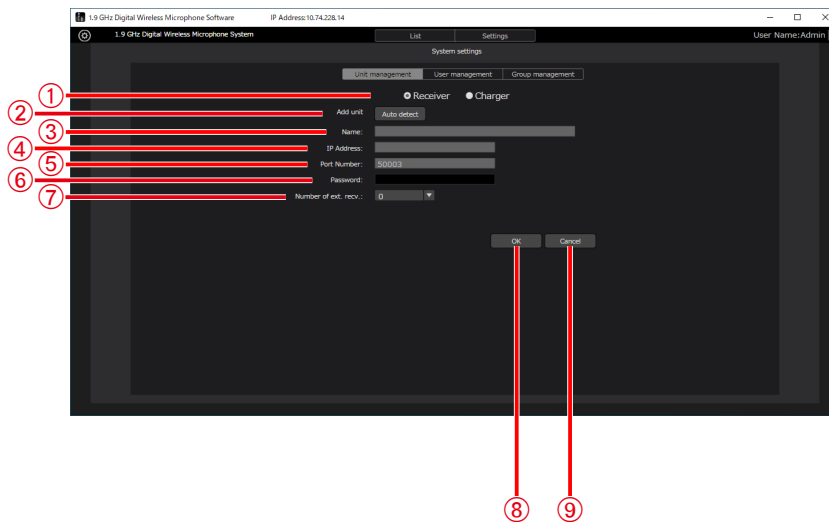 1.9 GHz Digital Wireless Microphone Software IP Address:10.74.228.14
1.9 GHz Digital Wireless Microphone System List Settings User Name:Admin
System settings
Unit management User management Group management
① Receiver Charger
② Add unit Auto detect
③ Name:
④ IP Address:
⑤ Port Number: 50003
⑥ Password:
⑦ Number of ext. recv.: 0
OK Cancel
⑧ ⑨